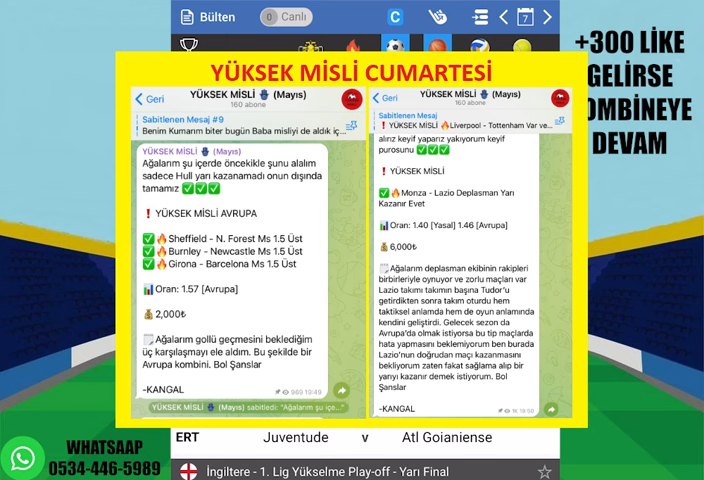 Bülten
0 Canlı
C
7
+300 LİKE
GELİRSE
KOMBİNEYE
DEVAM
YÜKSEK MİSLİ CUMARTESİ
Geri
YÜKSEK MİSLİ (Mayıs)
160 abone
Sabitlenen Mesaj #9
Benim Kumarım biter bugün Baba misliyi de aldık iç...
YÜKSEK MİSLİ (Mayıs)
Ağalarım şu içerde öncekikle şunu alalım
sadece Hull yarı kazanamadı onun dışında
tamamız ✅✅✅
❗ YÜKSEK MİSLİ AVRUPA
✅🔥Sheffield - N. Forest Ms 1.5 Üst
✅🔥Burnley - Newcastle Ms 1.5 Üst
✅🔥Girona - Barcelona Ms 1.5 Üst
📊Oran: 1.57 [Avrupa]
💰2,000₺
🗒Ağalarım gollü geçmesini beklediğim
üç karşılaşmayı ele aldım. Bu şekilde bir
Avrupa kombini. Bol Şanslar
-KANGAL
969 19:49
YÜKSEK MİSLİ (Mayıs) sabitledi: "Ağalarım şu içe..."
Geri
YÜKSEK MİSLİ (Mayıs)
160 abone
Sabitlenen Mesaj
❗ YÜKSEK MİSLİ 🔥Liverpool - Tottenham Var ve...
alırız keyif yaparız yakıyorum keyif
purosunu ✅✅✅
❗ YÜKSEK MİSLİ
✅🔥Monza - Lazio Deplasman Yarı
Kazanır Evet
📊Oran: 1.40 [Yasal] 1.46 [Avrupa]
💰6,000₺
🗒Ağalarım deplasman ekibinin rakipleri
birbirleriyle oynuyor ve zorlu maçları var
Lazio takımı takımın başına Tudor'u
getirdikten sonra takım oturdu hem
taktiksel anlamda hem de oyun anlamında
kendini geliştirdi. Gelecek sezon da
Avrupa'da olmak istiyorsa bu tip maçlarda
hata yapmasını beklemiyorum ben burada
Lazio'nun doğrudan maçı kazanmasını
bekliyorum zaten fakat sağlama alıp bir
yarıyı kazanır demek istiyorum. Bol
Şanslar
-KANGAL
1K 19:50
ERT Juventude v Atl Goianiense
İngiltere - 1. Lig Yükselme Play-off - Yarı Final
WHATSAAP
0534-446-5989